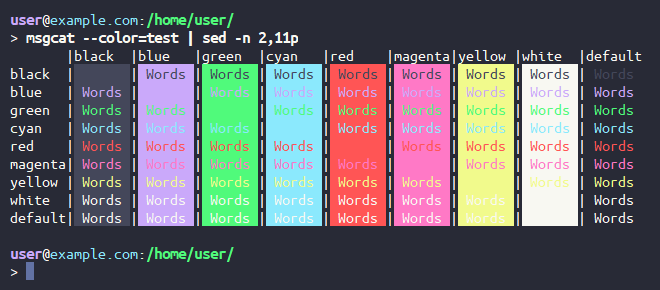 user@example.com:/home/user/
> msgcat --color=test | sed -n 2,11p
       |black  |blue   |green  |cyan   |red    |magenta|yellow |white  |default
black  |       | Words | Words | Words | Words | Words | Words | Words | Words
blue   | Words |       | Words | Words | Words | Words | Words | Words | Words
green  | Words | Words |       | Words | Words | Words | Words | Words | Words
cyan   | Words | Words | Words |       | Words | Words | Words | Words | Words
red    | Words | Words | Words | Words |       | Words | Words | Words | Words
magenta| Words | Words | Words | Words | Words |       | Words | Words | Words
yellow | Words | Words | Words | Words | Words | Words |       | Words | Words
white  | Words | Words | Words | Words | Words | Words | Words |       | Words
default| Words | Words | Words | Words | Words | Words | Words |       | Words
user@example.com:/home/user/
>